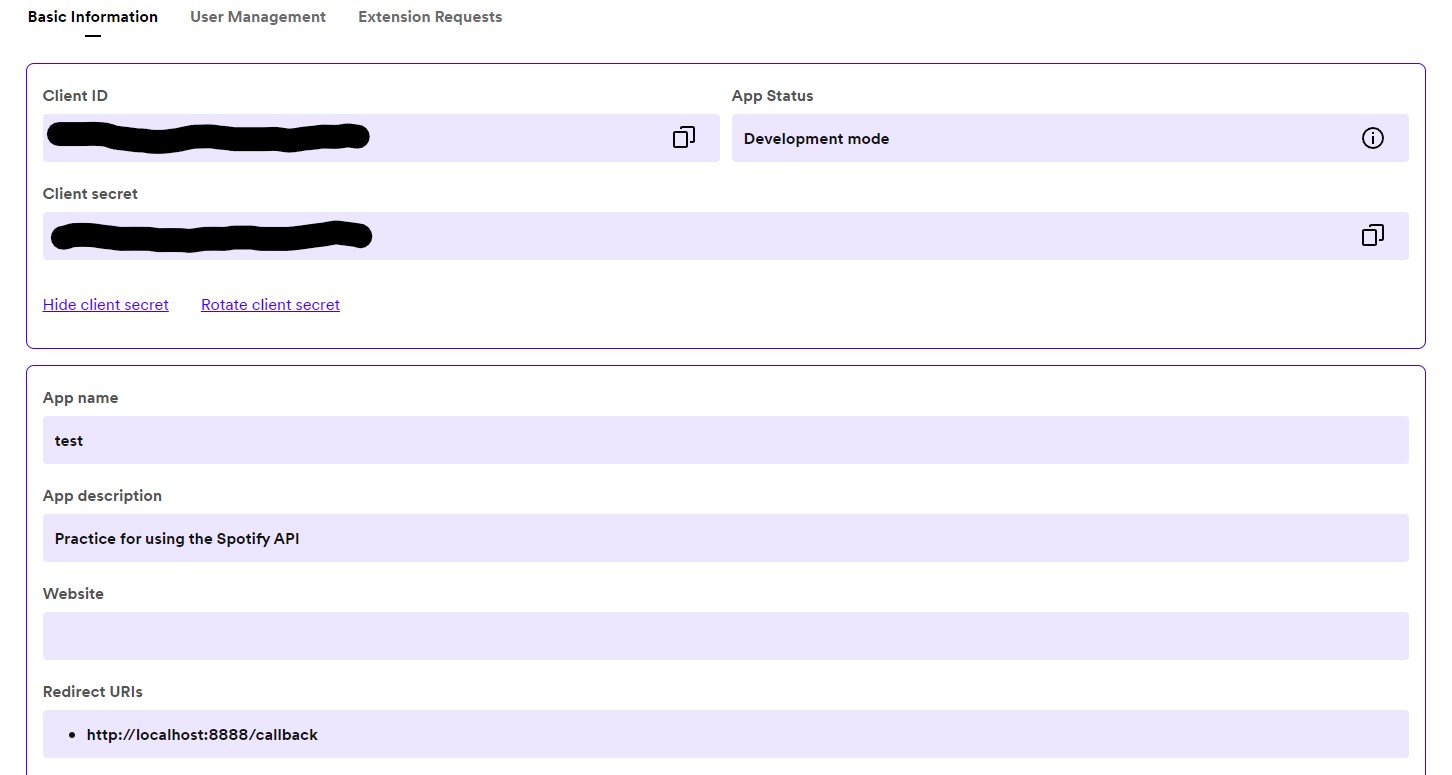 Basic Information User Management Extension Requests
Client ID App Status
Development mode
Client secret
Hide client secret Rotate client secret
App name
test
App description
Practice for using the Spotify API
Website
Redirect URIs
• http://localhost:8888/callback